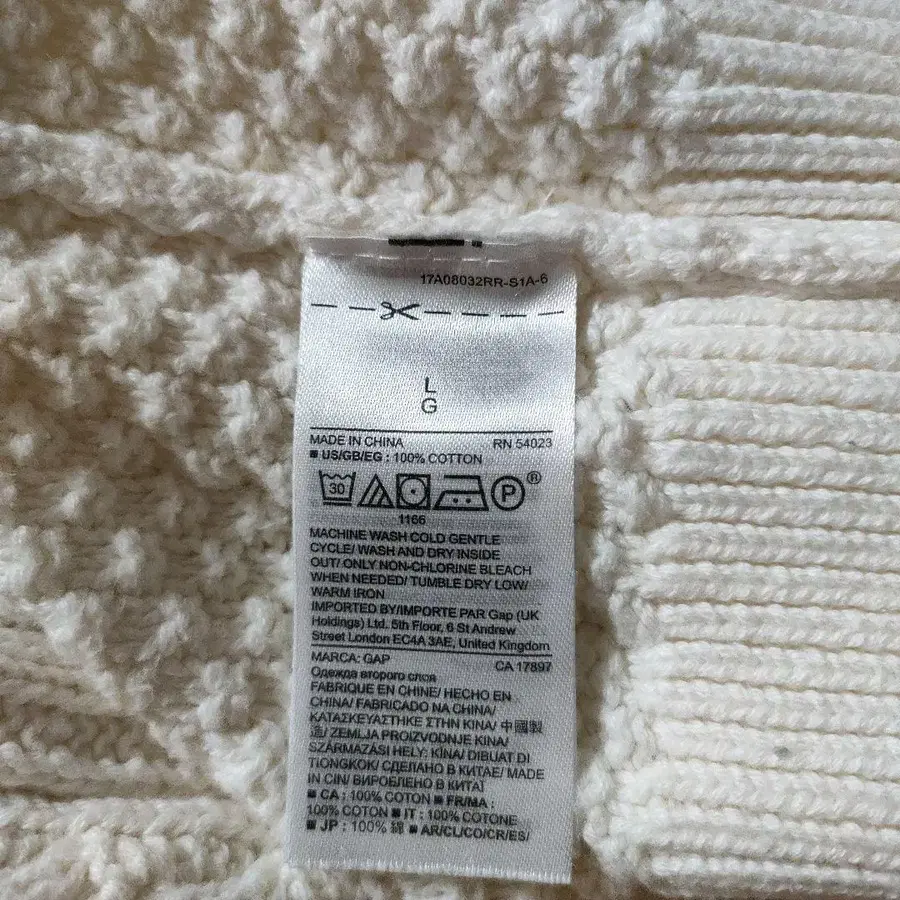 17A08032RR-S1A-6
L
G
MADE IN CHINA RN 54023
■ US/GB/EG : 100% COTTON
30 P ®
1166
MACHINE WASH COLD GENTLE
CYCLE/ WASH AND DRY INSIDE
OUT/ ONLY NON-CHLORINE BLEACH
WHEN NEEDED/ TUMBLE DRY LOW/
WARM IRON
IMPORTED BY/IMPORTE PAR Gap (UK
Holdings) Ltd. 5th Floor, 6 St Andrew
Street London EC4A 3AE, United Kingdom
MARCA: GAP CA 17897
Одежда второго слоя
FABRIQUE EN CHINE/ HECHO EN
CHINA/ FABRICADO NA CHINA/
ΚΑΤΑΣΚΕΥΑΣΤΗΚΕ ΣΤΗΝ ΚΙΝΑ/ 中國製
造/ ZEMLJA PROIZVODNJE KINA/
SZÁRMAZÁSI HELY: KÍNA/ DIBUAT DI
TIONGKOK/ СДЕЛАНО В КИТАЕ/ MADE
IN CIN/ ВИРОБЛЕНО В КИТАЇ
■ CA : 100% COTON ■ FR/MA :
100% COTON ■ IT : 100% COTONE
■ JP : 100% 綿 ■ AR/CL/CO/CR/ES/